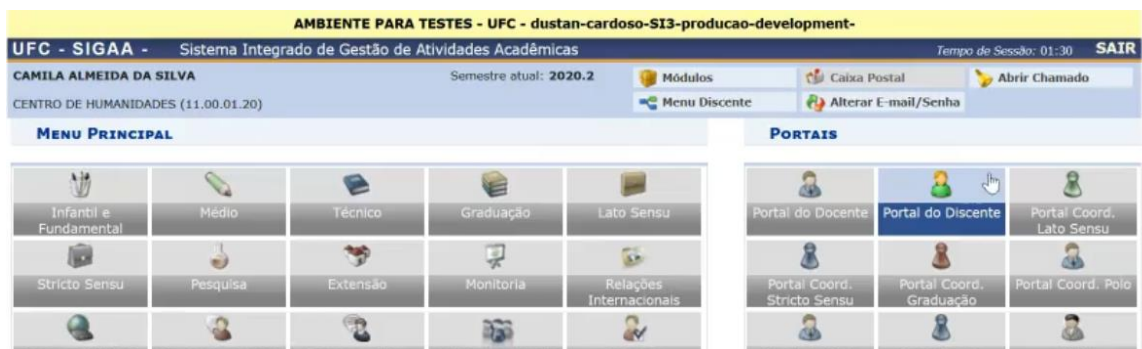 AMBIENTE PARA TESTES - UFC - dustan-cardoso-SI3-producao-development-
UFC - SIGAA - Sistema Integrado de Gestão de Atividades Acadêmicas Tempo de Sessão: 01:30 SAIR
CAMILA ALMEIDA DA SILVA Semestre atual: 2020.2 Módulos Caixa Postal Abrir Chamado
CENTRO DE HUMANIDADES (11.00.01.20) Menu Discente Alterar E-mail/Senha
MENU PRINCIPAL
Infantil e
Fundamental
Médio
Técnico
Graduação
Lato Sensu
Stricto Sensu
Pesquisa
Extensão
Monitoria
Relações
Internacionais
PORTAIS
Portal do Docente
Portal do Discente
Portal Coord.
Lato Sensu
Portal Coord.
Stricto Sensu
Portal Coord.
Graduação
Portal Coord. Polo